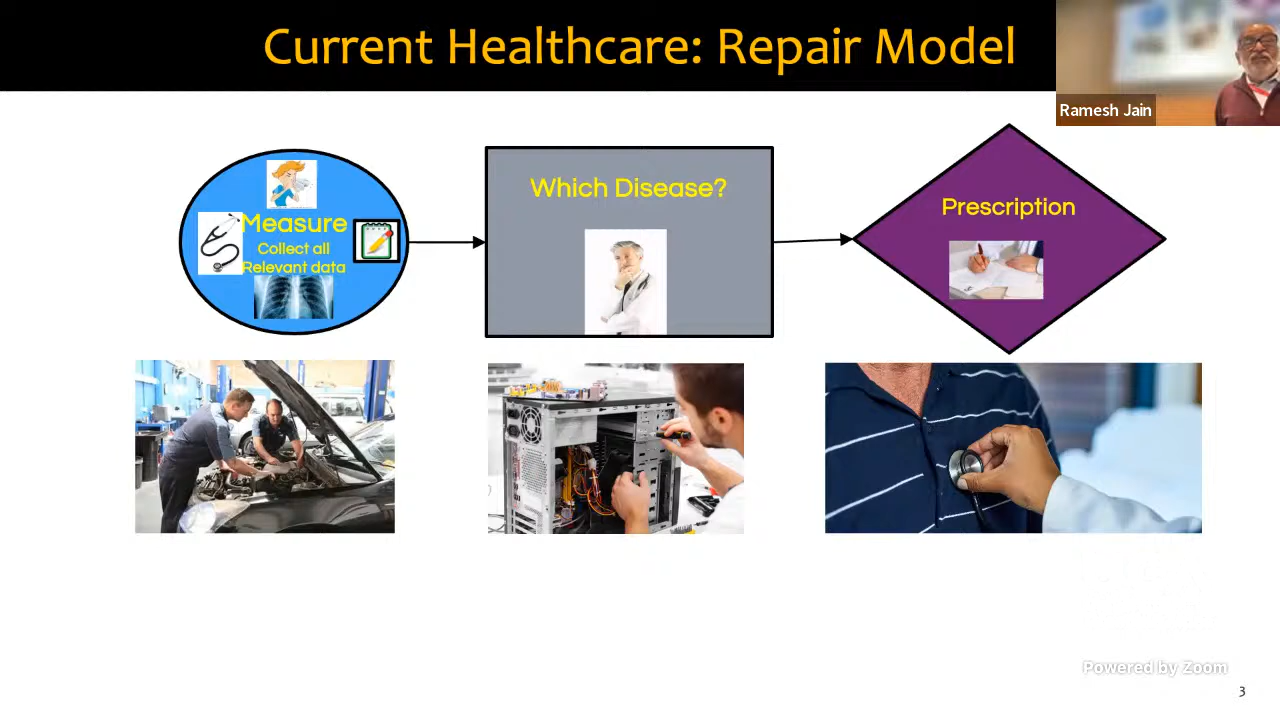 Current Healthcare: Repair Model
Ramesh Jain
Measure
Collect all
Relevant data
Which Disease?
Prescription
Powered by Zoom
3